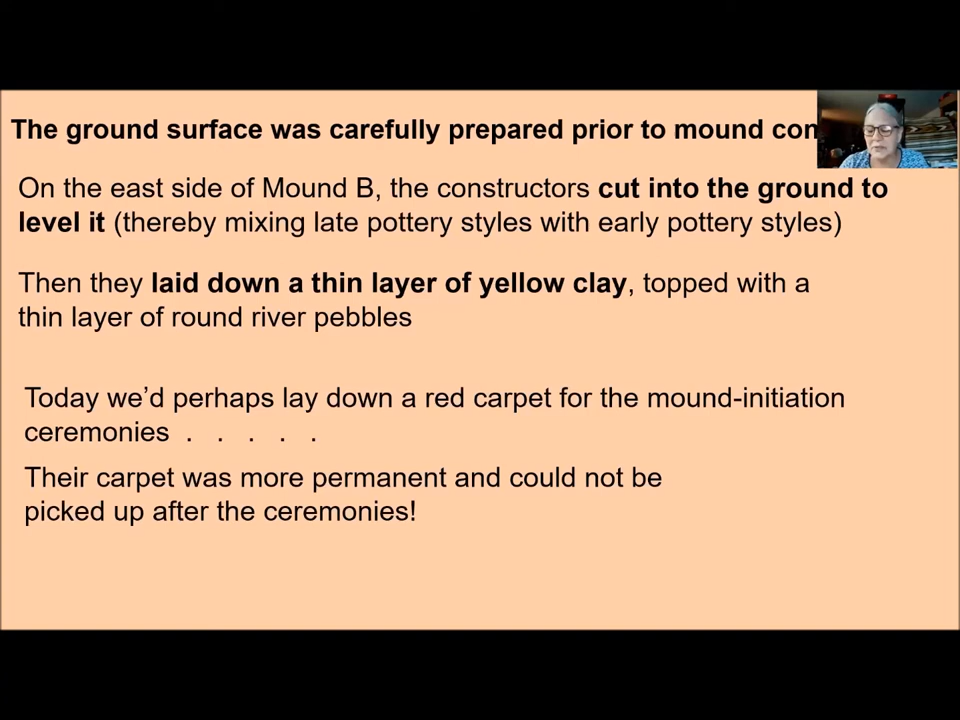 The ground surface was carefully prepared prior to mound
On the east side of Mound B, the constructors cut into the ground to
level it (thereby mixing late pottery styles with early pottery styles)
Then they laid down a thin layer of yellow clay, topped with a
thin layer of round river pebbles
Today we’d perhaps lay down a red carpet for the mound-initiation
ceremonies . . . . .
Their carpet was more permanent and could not be
picked up after the ceremonies!